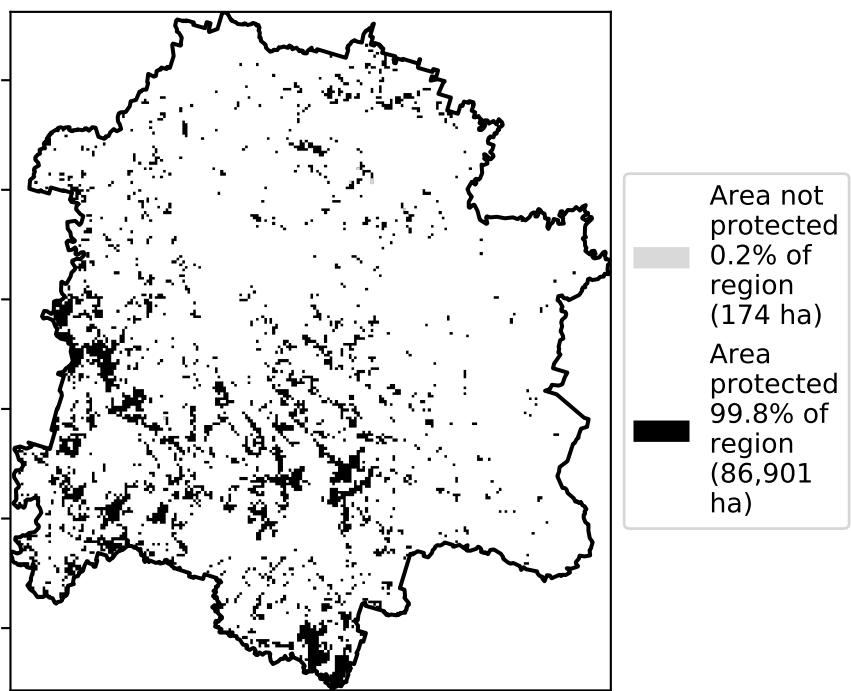 Area not
protected
0.2% of
region
(174 ha)
Area
protected
99.8% of
region
(86,901
ha)